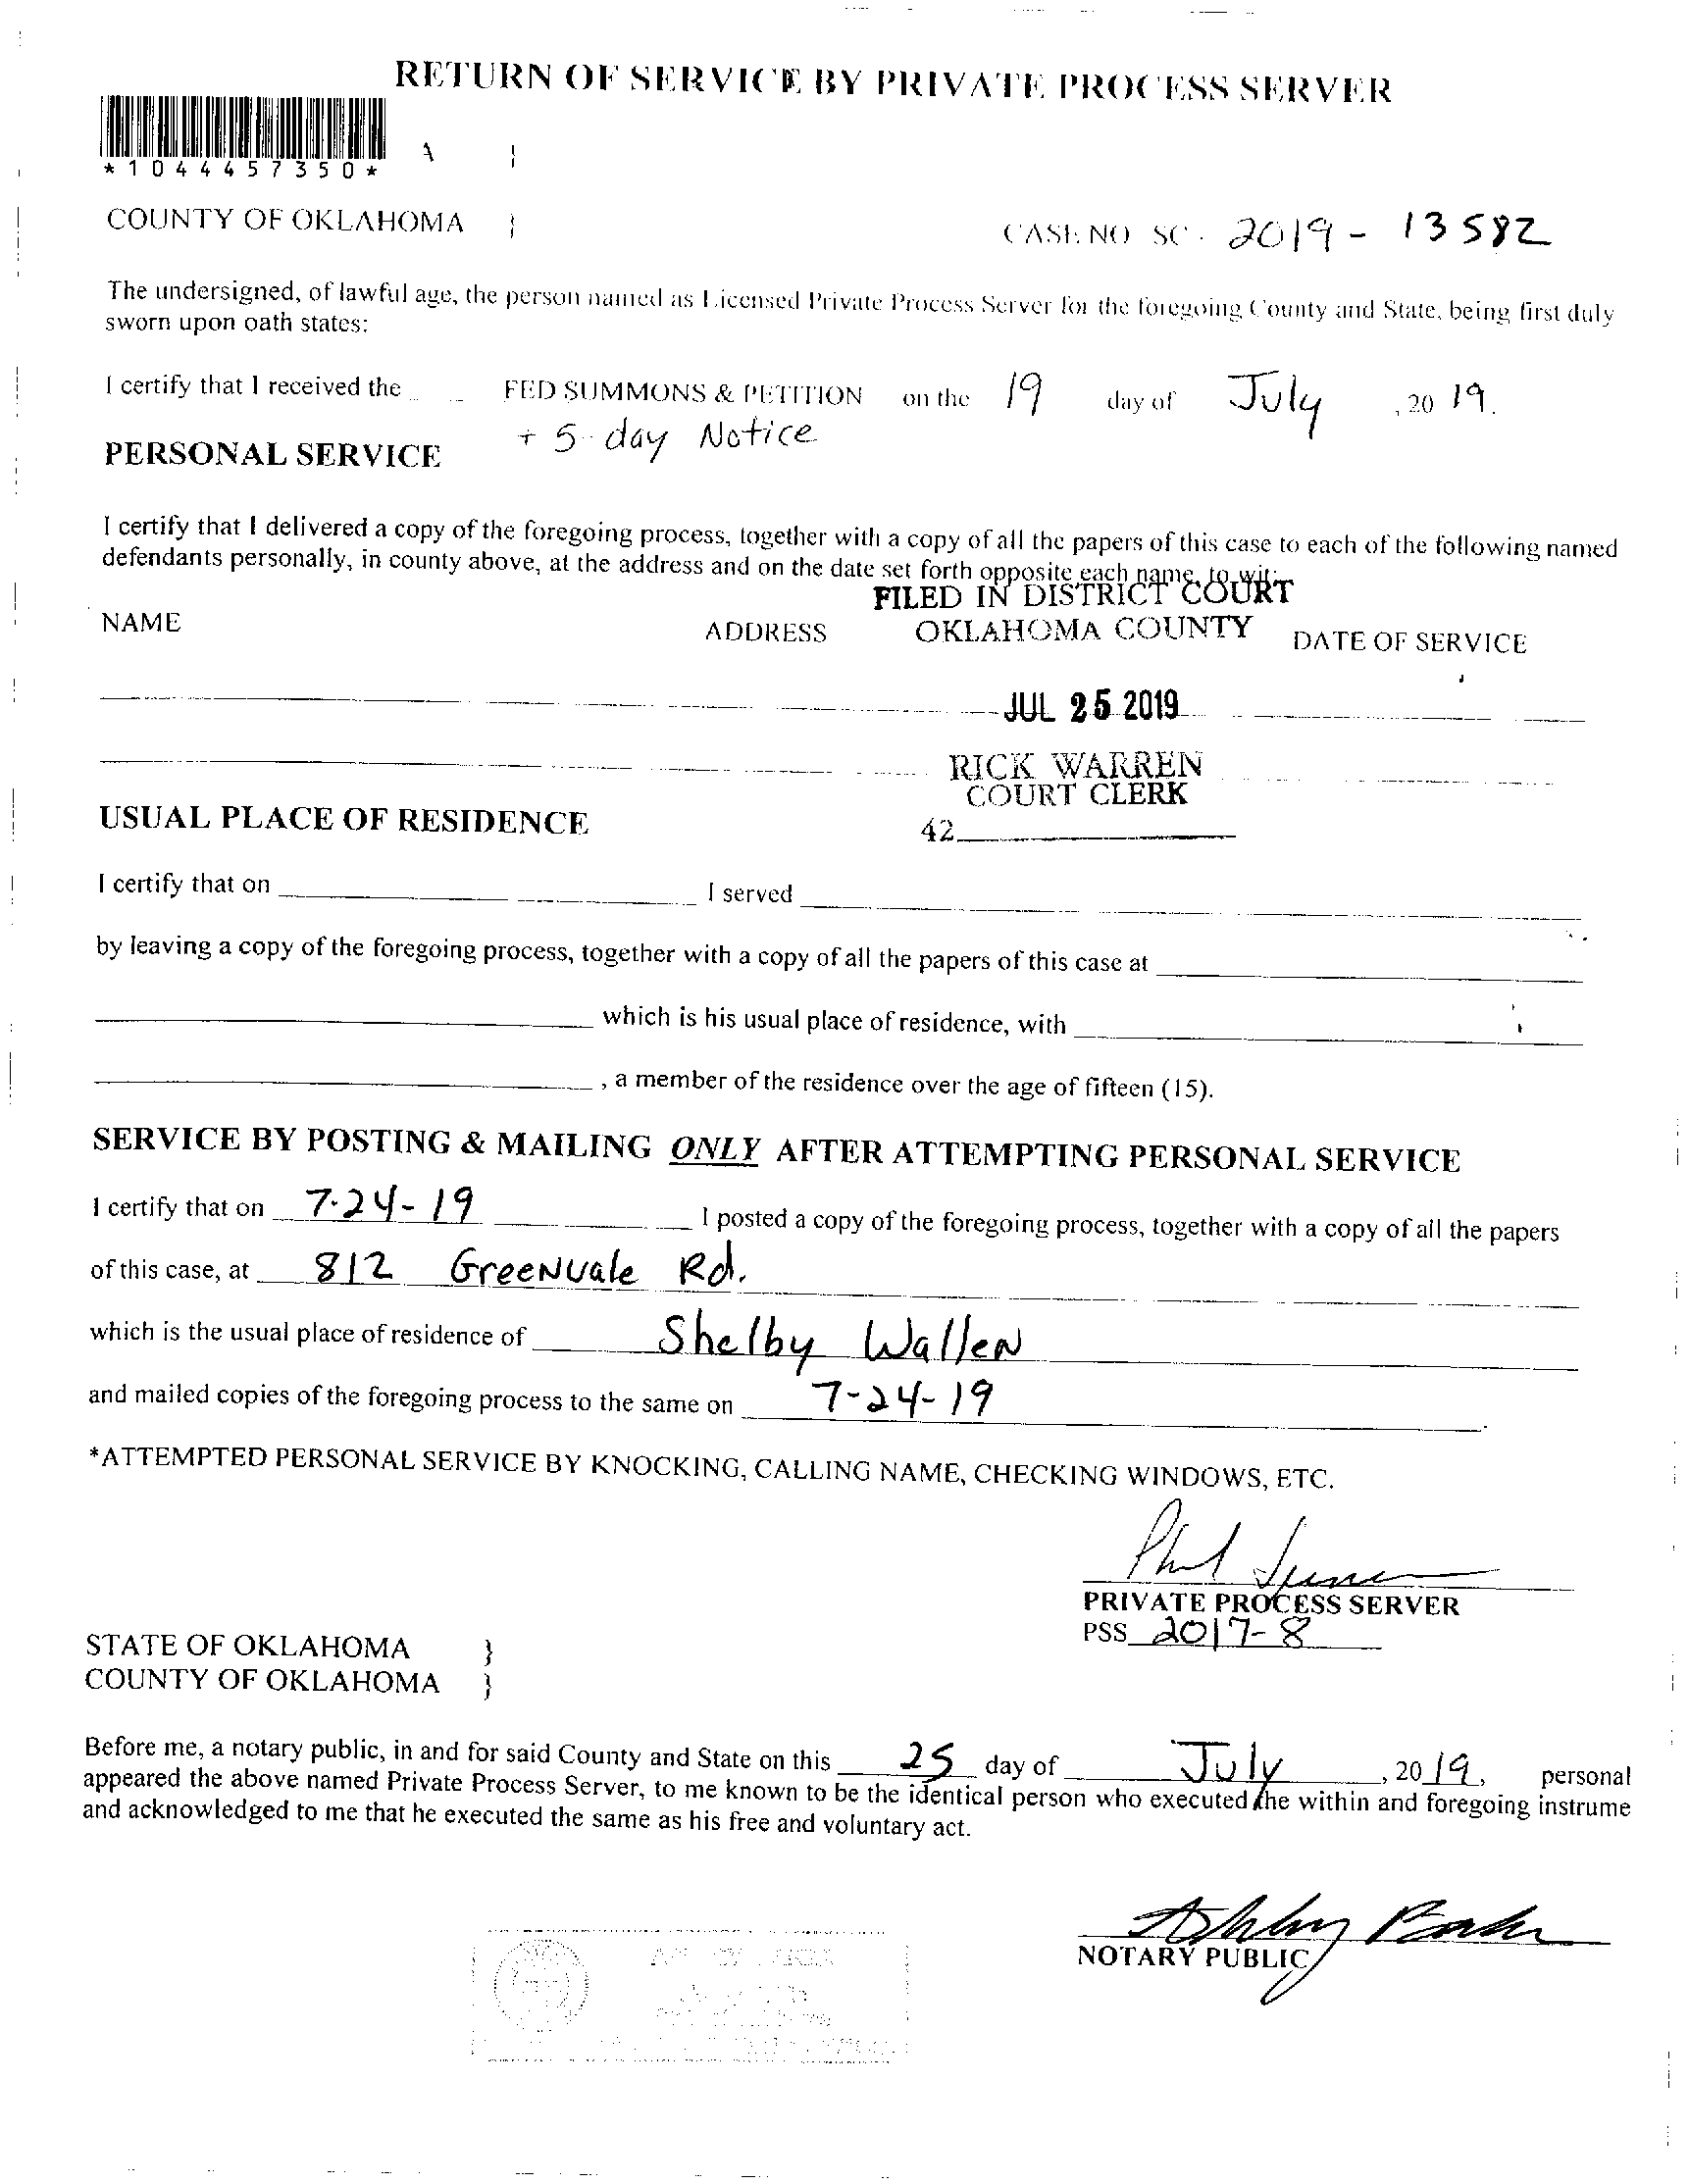 RETURN OF SERVICE BY PRIVATE PROCESS SERVER
*1044457350*
COUNTY OF OKLAHOMA }
CASE NO SC - 2019 - 13582
The undersigned, of lawful age, the person named as Licensed Private Process Server for the foregoing County and State, being first duly
sworn upon oath states:
I certify that I received the FED SUMMONS & PETITION on the 19 day of July, 20 19.
+ 5-day Notice
PERSONAL SERVICE
I certify that I delivered a copy of the foregoing process, together with a copy of all the papers of this case to each of the following named
defendants personally, in county above, at the address and on the date set forth opposite each name, to wit:
FILED IN DISTRICT COURT
OKLAHOMA COUNTY
NAME ADDRESS DATE OF SERVICE
JUL 25 2019
RICK WARREN
COURT CLERK
42
USUAL PLACE OF RESIDENCE
I certify that on I served
by leaving a copy of the foregoing process, together with a copy of all the papers of this case at
which is his usual place of residence, with
, a member of the residence over the age of fifteen (15).
SERVICE BY POSTING & MAILING ONLY AFTER ATTEMPTING PERSONAL SERVICE
I certify that on 7-24-19 I posted a copy of the foregoing process, together with a copy of all the papers
of this case, at 812 Greenvale Rd.
which is the usual place of residence of Shelby Wallen
and mailed copies of the foregoing process to the same on 7-24-19
*ATTEMPTED PERSONAL SERVICE BY KNOCKING, CALLING NAME, CHECKING WINDOWS, ETC.
PRIVATE PROCESS SERVER
PSS 2017-8
STATE OF OKLAHOMA }
COUNTY OF OKLAHOMA }
Before me, a notary public, in and for said County and State on this 25 day of July, 2019, personal
appeared the above named Private Process Server, to me known to be the identical person who executed the within and foregoing instrume
and acknowledged to me that he executed the same as his free and voluntary act.
NOTARY PUBLIC